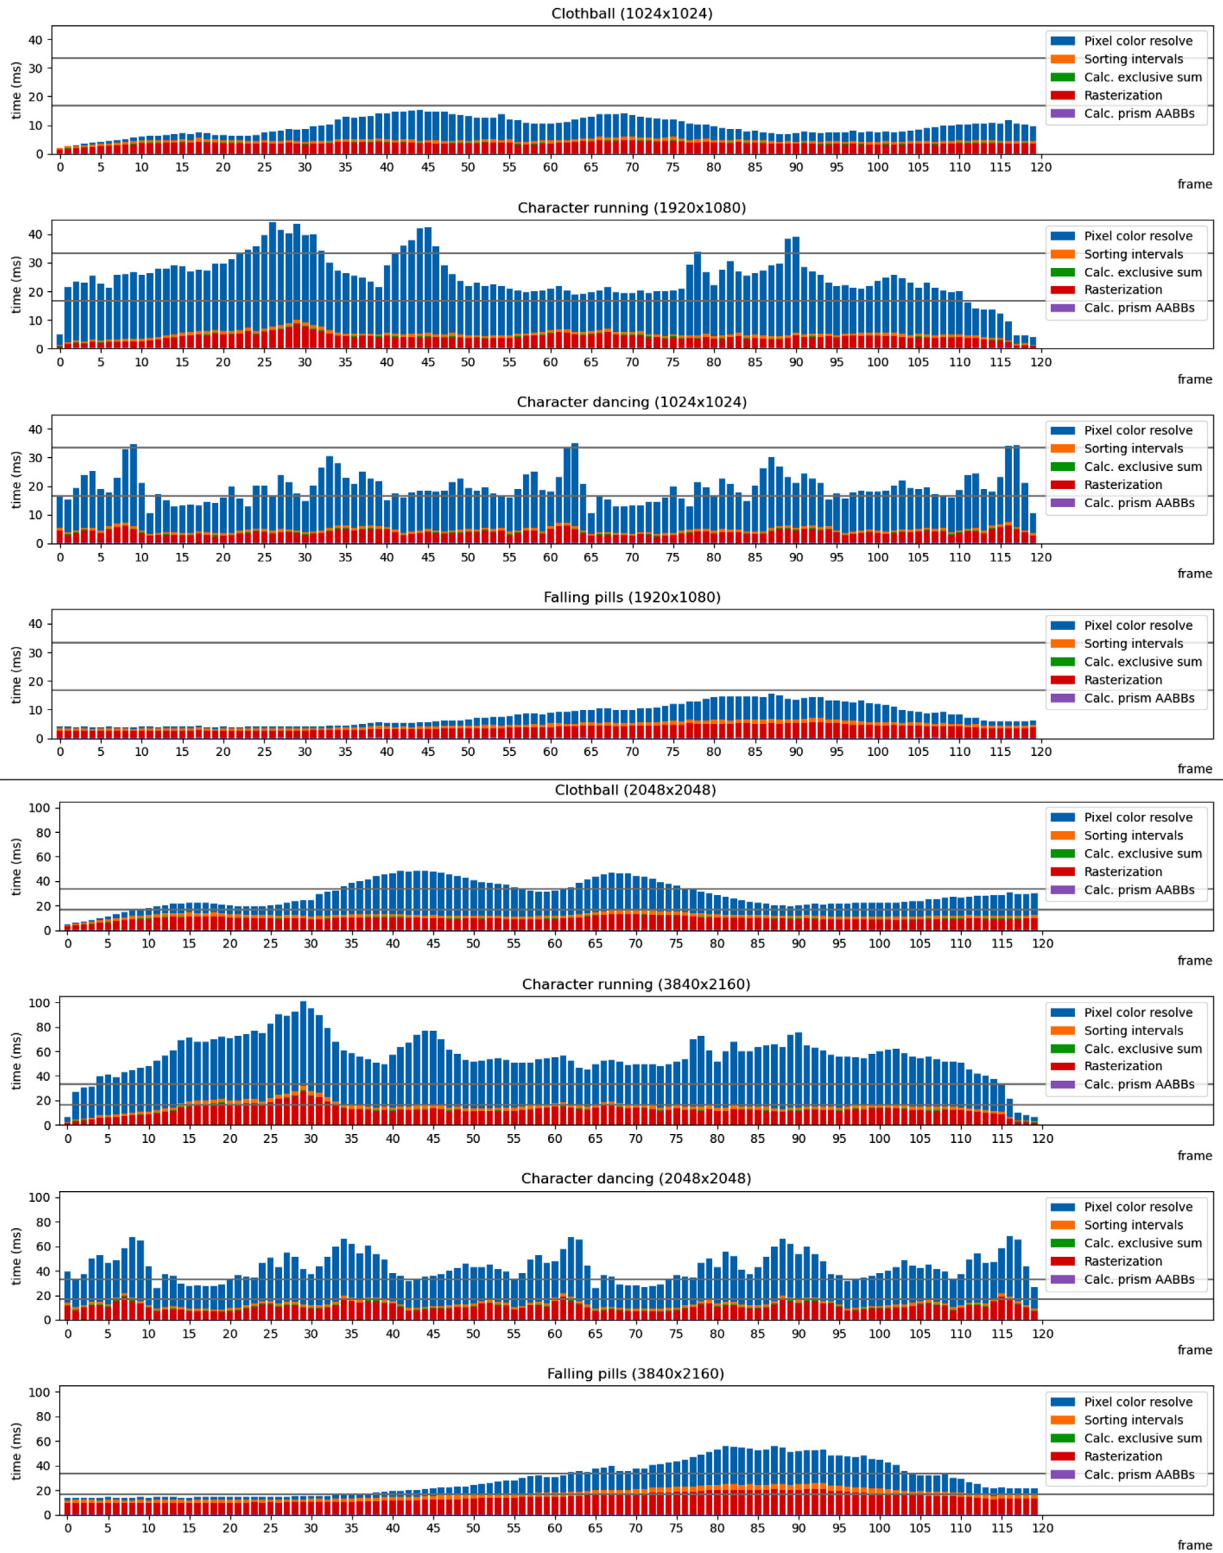 Clothball (1024x1024)
40
30
20
10
0
time (ms)
Pixel color resolve
Sorting intervals
Calc. exclusive sum
Rasterization
Calc. prism AABBs
0 5 10 15 20 25 30 35 40 45 50 55 60 65 70 75 80 85 90 95 100 105 110 115 120
frame
Character running (1920x1080)
40
30
20
10
0
time (ms)
Pixel color resolve
Sorting intervals
Calc. exclusive sum
Rasterization
Calc. prism AABBs
0 5 10 15 20 25 30 35 40 45 50 55 60 65 70 75 80 85 90 95 100 105 110 115 120
frame
Character dancing (1024x1024)
40
30
20
10
0
time (ms)
Pixel color resolve
Sorting intervals
Calc. exclusive sum
Rasterization
Calc. prism AABBs
0 5 10 15 20 25 30 35 40 45 50 55 60 65 70 75 80 85 90 95 100 105 110 115 120
frame
Falling pills (1920x1080)
40
30
20
10
0
time (ms)
Pixel color resolve
Sorting intervals
Calc. exclusive sum
Rasterization
Calc. prism AABBs
0 5 10 15 20 25 30 35 40 45 50 55 60 65 70 75 80 85 90 95 100 105 110 115 120
frame
Clothball (2048x2048)
100
80
60
40
20
0
time (ms)
Pixel color resolve
Sorting intervals
Calc. exclusive sum
Rasterization
Calc. prism AABBs
0 5 10 15 20 25 30 35 40 45 50 55 60 65 70 75 80 85 90 95 100 105 110 115 120
frame
Character running (3840x2160)
100
80
60
40
20
0
time (ms)
Pixel color resolve
Sorting intervals
Calc. exclusive sum
Rasterization
Calc. prism AABBs
0 5 10 15 20 25 30 35 40 45 50 55 60 65 70 75 80 85 90 95 100 105 110 115 120
frame
Character dancing (2048x2048)
100
80
60
40
20
0
time (ms)
Pixel color resolve
Sorting intervals
Calc. exclusive sum
Rasterization
Calc. prism AABBs
0 5 10 15 20 25 30 35 40 45 50 55 60 65 70 75 80 85 90 95 100 105 110 115 120
frame
Falling pills (3840x2160)
100
80
60
40
20
0
time (ms)
Pixel color resolve
Sorting intervals
Calc. exclusive sum
Rasterization
Calc. prism AABBs
0 5 10 15 20 25 30 35 40 45 50 55 60 65 70 75 80 85 90 95 100 105 110 115 120
frame